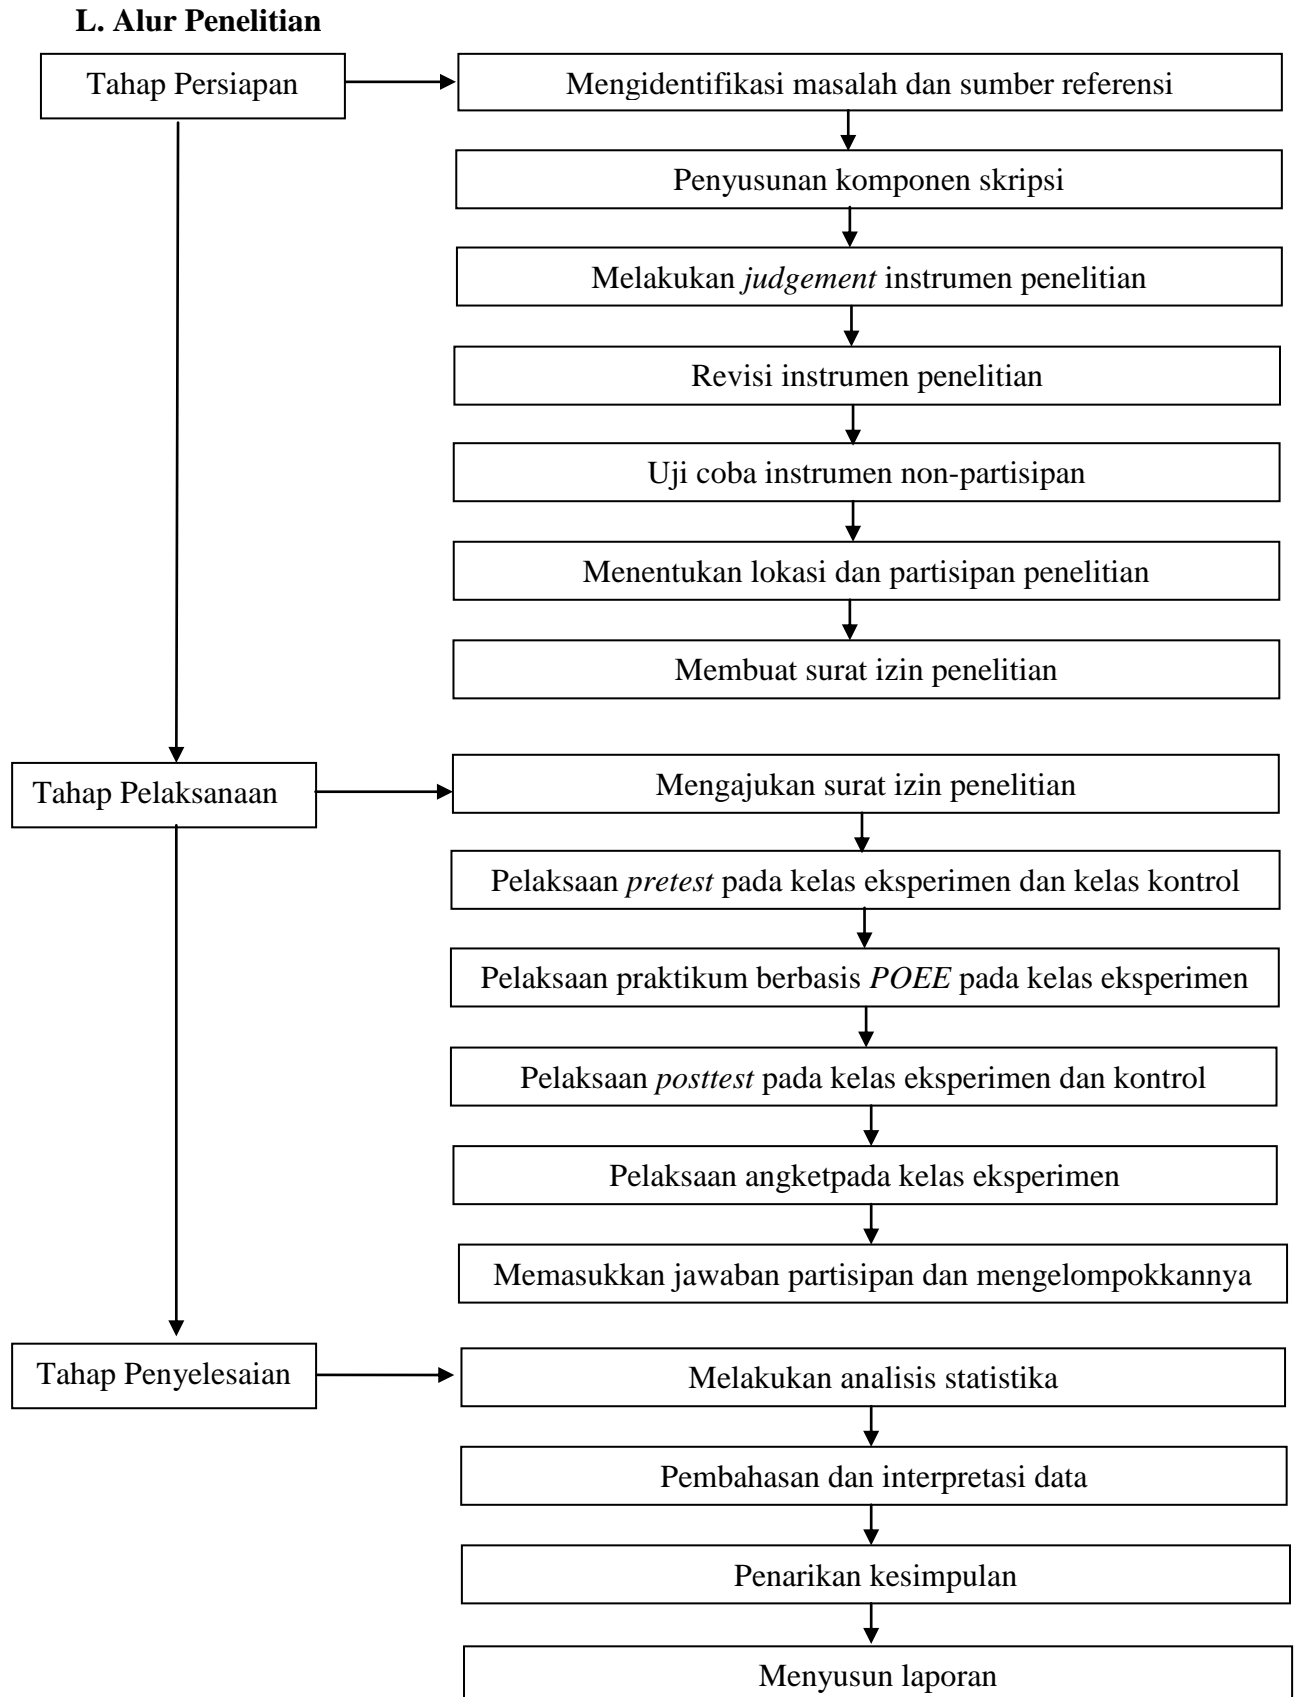 L. Alur Penelitian
Tahap Persiapan
Mengidentifikasi masalah dan sumber referensi
Penyusunan komponen skripsi
Melakukan judgement instrumen penelitian
Revisi instrumen penelitian
Uji coba instrumen non-partisipan
Menentukan lokasi dan partisipan penelitian
Membuat surat izin penelitian
Tahap Pelaksanaan
Mengajukan surat izin penelitian
Pelaksaan pretest pada kelas eksperimen dan kelas kontrol
Pelaksaan praktikum berbasis POEE pada kelas eksperimen
Pelaksaan posttest pada kelas eksperimen dan kontrol
Pelaksaan angketpada kelas eksperimen
Memasukkan jawaban partisipan dan mengelompokkannya
Tahap Penyelesaian
Melakukan analisis statistika
Pembahasan dan interpretasi data
Penarikan kesimpulan
Menyusun laporan